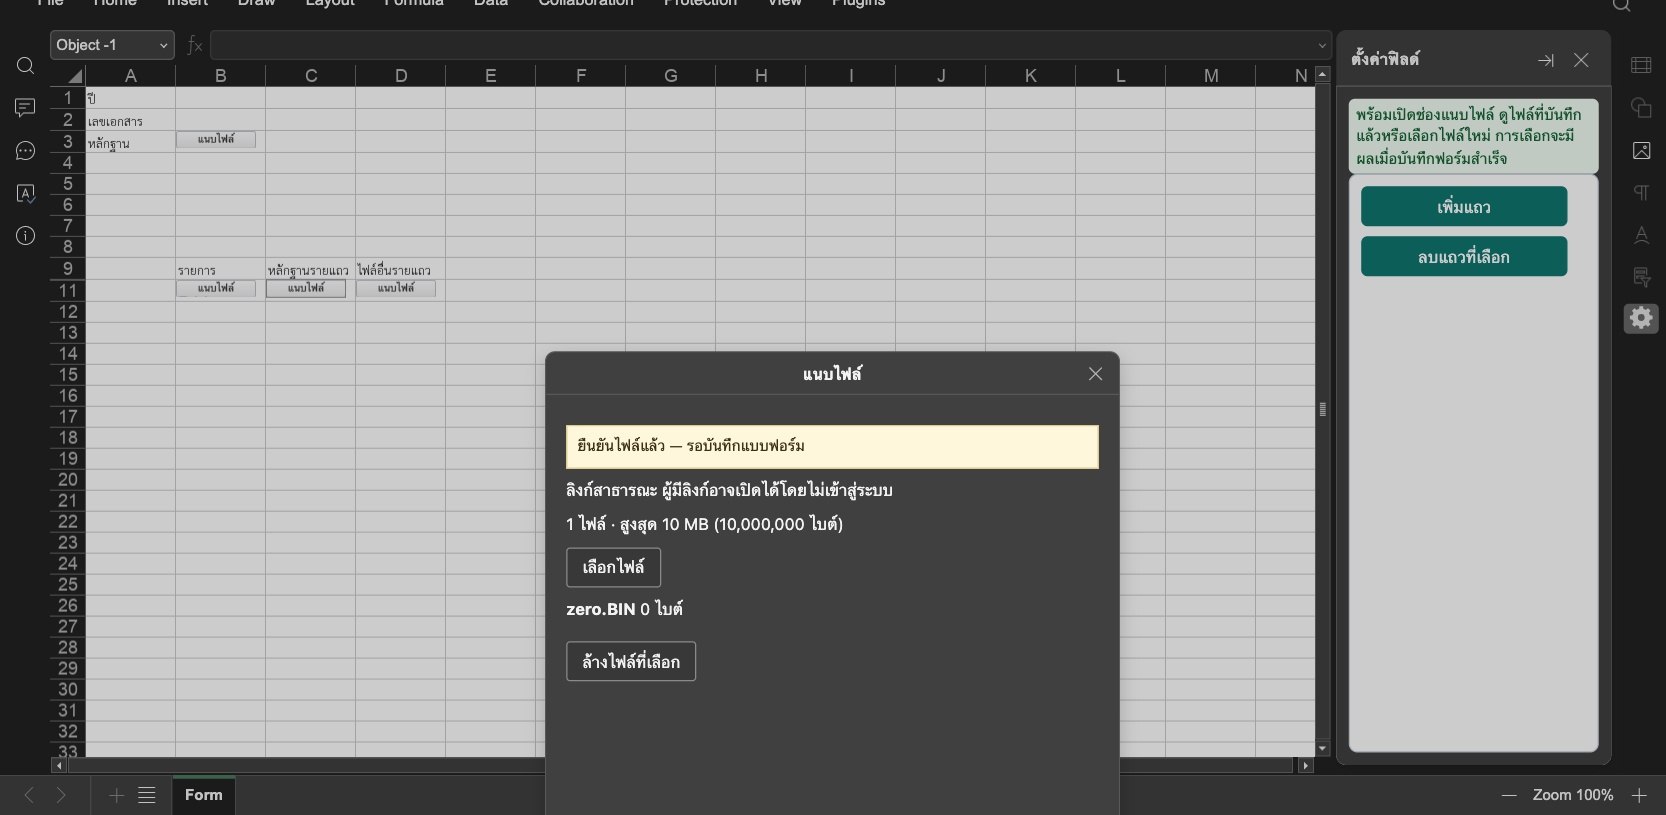 File Home Insert Draw Layout Formula Data Collaboration Protection View Plugins
Object -1
fx
A B C D E F G H I J K L M N
1 ปี
2 เลขเอกสาร
3 หลักฐาน แนบไฟล์
4
5
6
7
8
9 รายการ หลักฐานรายแถว ไฟล์อื่นรายแถว
11 แนบไฟล์ แนบไฟล์ แนบไฟล์
12
13
14
15
16
17
18
19
20
21
22
23
24
25
26
27
28
29
30
31
32
33
แนบไฟล์
ยืนยันไฟล์แล้ว — รอบันทึกแบบฟอร์ม
ลิงก์สาธารณะ ผู้มีลิงก์อาจเปิดได้โดยไม่เข้าสู่ระบบ
1 ไฟล์ · สูงสุด 10 MB (10,000,000 ไบต์)
เลือกไฟล์
zero.BIN 0 ไบต์
ล้างไฟล์ที่เลือก
ตั้งค่าฟิลด์
พร้อมเปิดช่องแนบไฟล์ ดูไฟล์ที่บันทึก
แล้วหรือเลือกไฟล์ใหม่ การเลือกจะมี
ผลเมื่อบันทึกฟอร์มสำเร็จ
เพิ่มแถว
ลบแถวที่เลือก
Form
Zoom 100%